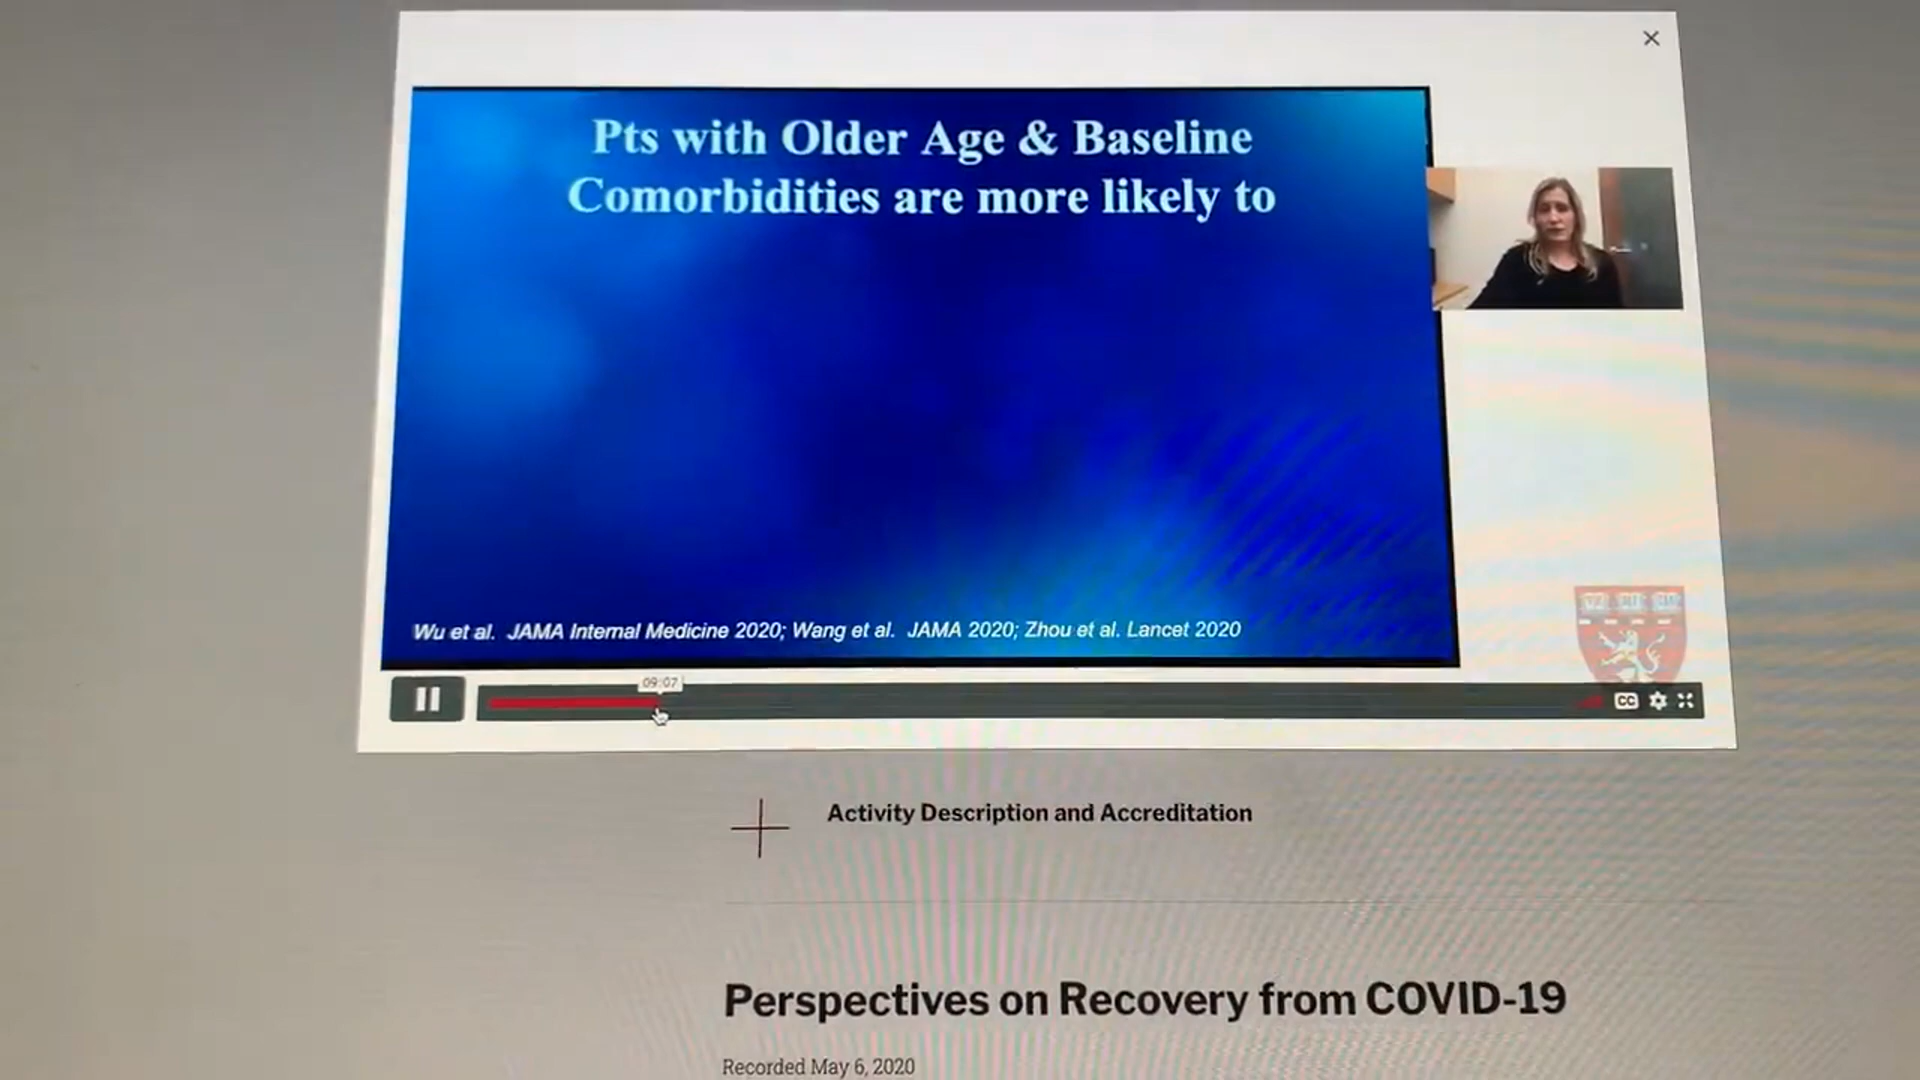 Pts with Older Age & Baseline
Comorbidities are more likely to
Wu et al. JAMA Internal Medicine 2020; Wang et al. JAMA 2020; Zhou et al. Lancet 2020
09:07
CC
Activity Description and Accreditation
Perspectives on Recovery from COVID-19
Recorded May 6, 2020